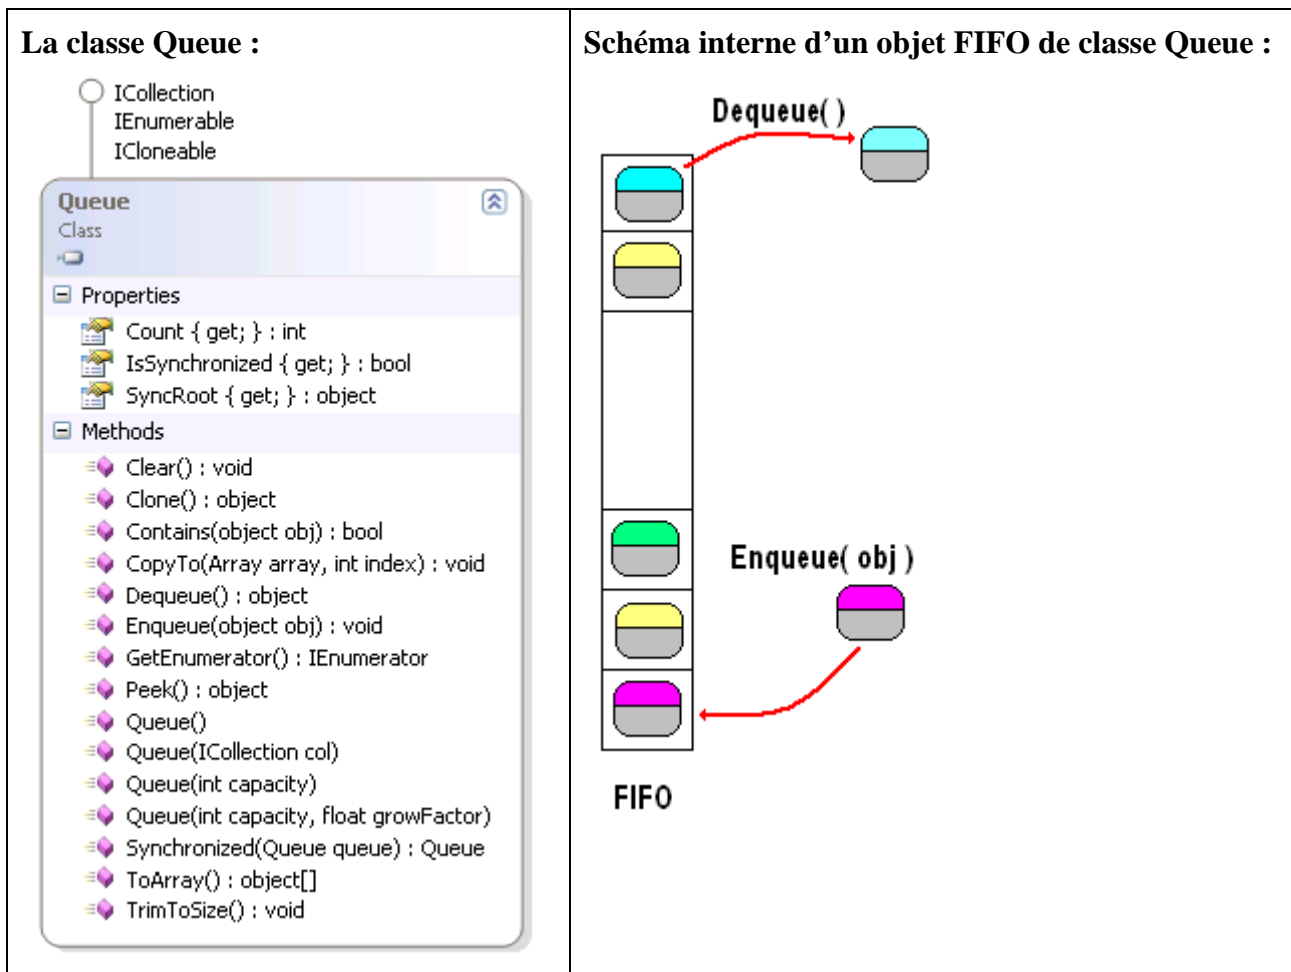 La classe Queue :
ICollection
IEnumerable
ICloneable
Queue
Class
Properties
Count { get; } : int
IsSynchronized { get; } : bool
SyncRoot { get; } : object
Methods
Clear() : void
Clone() : object
Contains(object obj) : bool
CopyTo(Array array, int index) : void
Dequeue() : object
Enqueue(object obj) : void
GetEnumerator() : IEnumerator
Peek() : object
Queue()
Queue(ICollection col)
Queue(int capacity)
Queue(int capacity, float growFactor)
Synchronized(Queue queue) : Queue
ToArray() : object[]
TrimToSize() : void
Schéma interne d’un objet FIFO de classe Queue :
Dequeue( )
Enqueue( obj )
FIFO